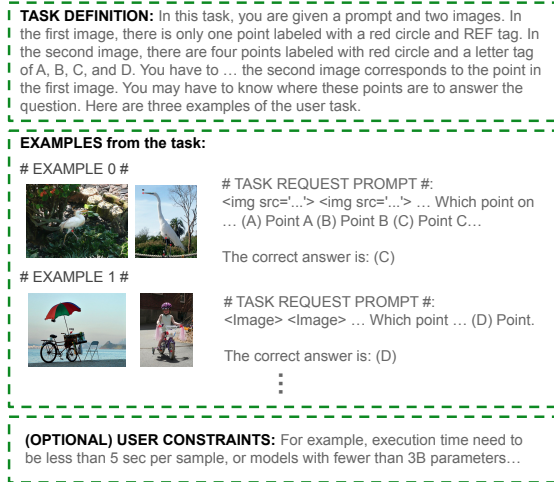 TASK DEFINITION: In this task, you are given a prompt and two images. In
the first image, there is only one point labeled with a red circle and REF tag. In
the second image, there are four points labeled with red circle and a letter tag
of A, B, C, and D. You have to … the second image corresponds to the point in
the first image. You may have to know where these points are to answer the
question. Here are three examples of the user task.
EXAMPLES from the task:
# EXAMPLE 0 #
# TASK REQUEST PROMPT #:
<img src='...'> <img src='...'> … Which point on
… (A) Point A (B) Point B (C) Point C…
The correct answer is: (C)
# EXAMPLE 1 #
# TASK REQUEST PROMPT #:
<Image> <Image> … Which point … (D) Point.
The correct answer is: (D)
(OPTIONAL) USER CONSTRAINTS: For example, execution time need to
be less than 5 sec per sample, or models with fewer than 3B parameters…